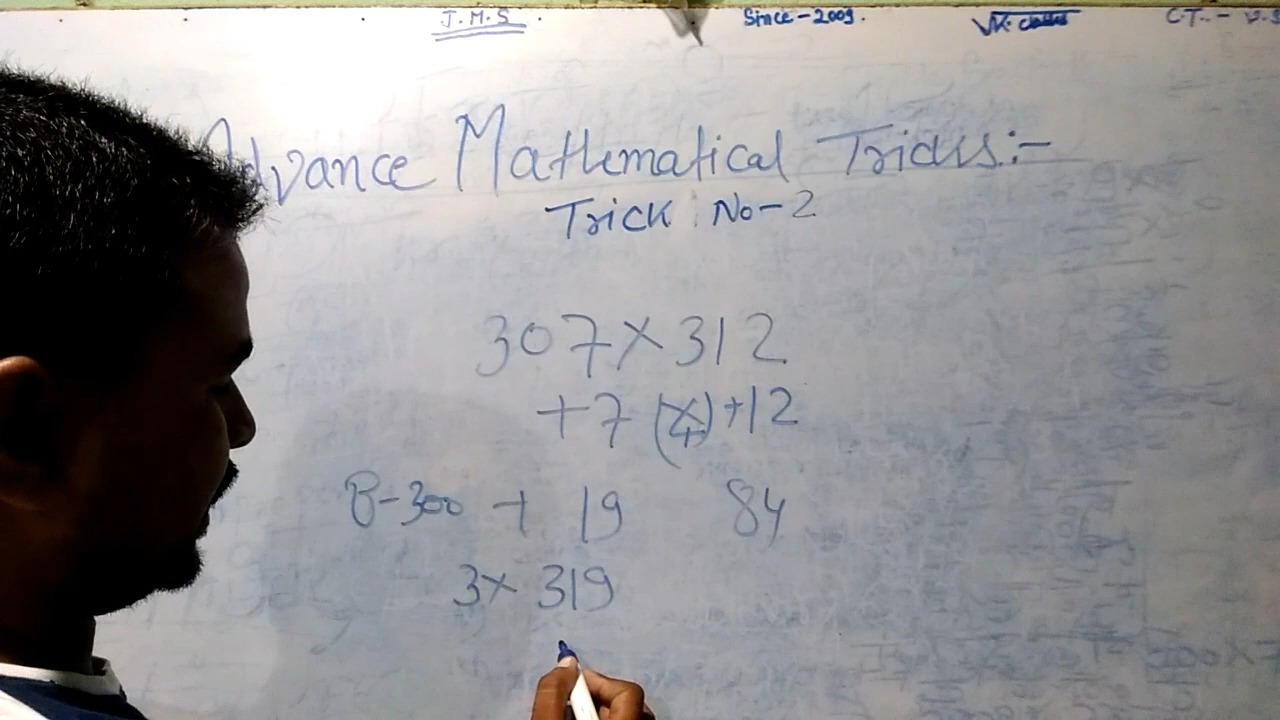 J.M.S Since-2009. C.T.-
Advance Mathematical Tricks:-
Trick No-2
307×312
+7 (×) +12
B-300 + 19 84
3× 319